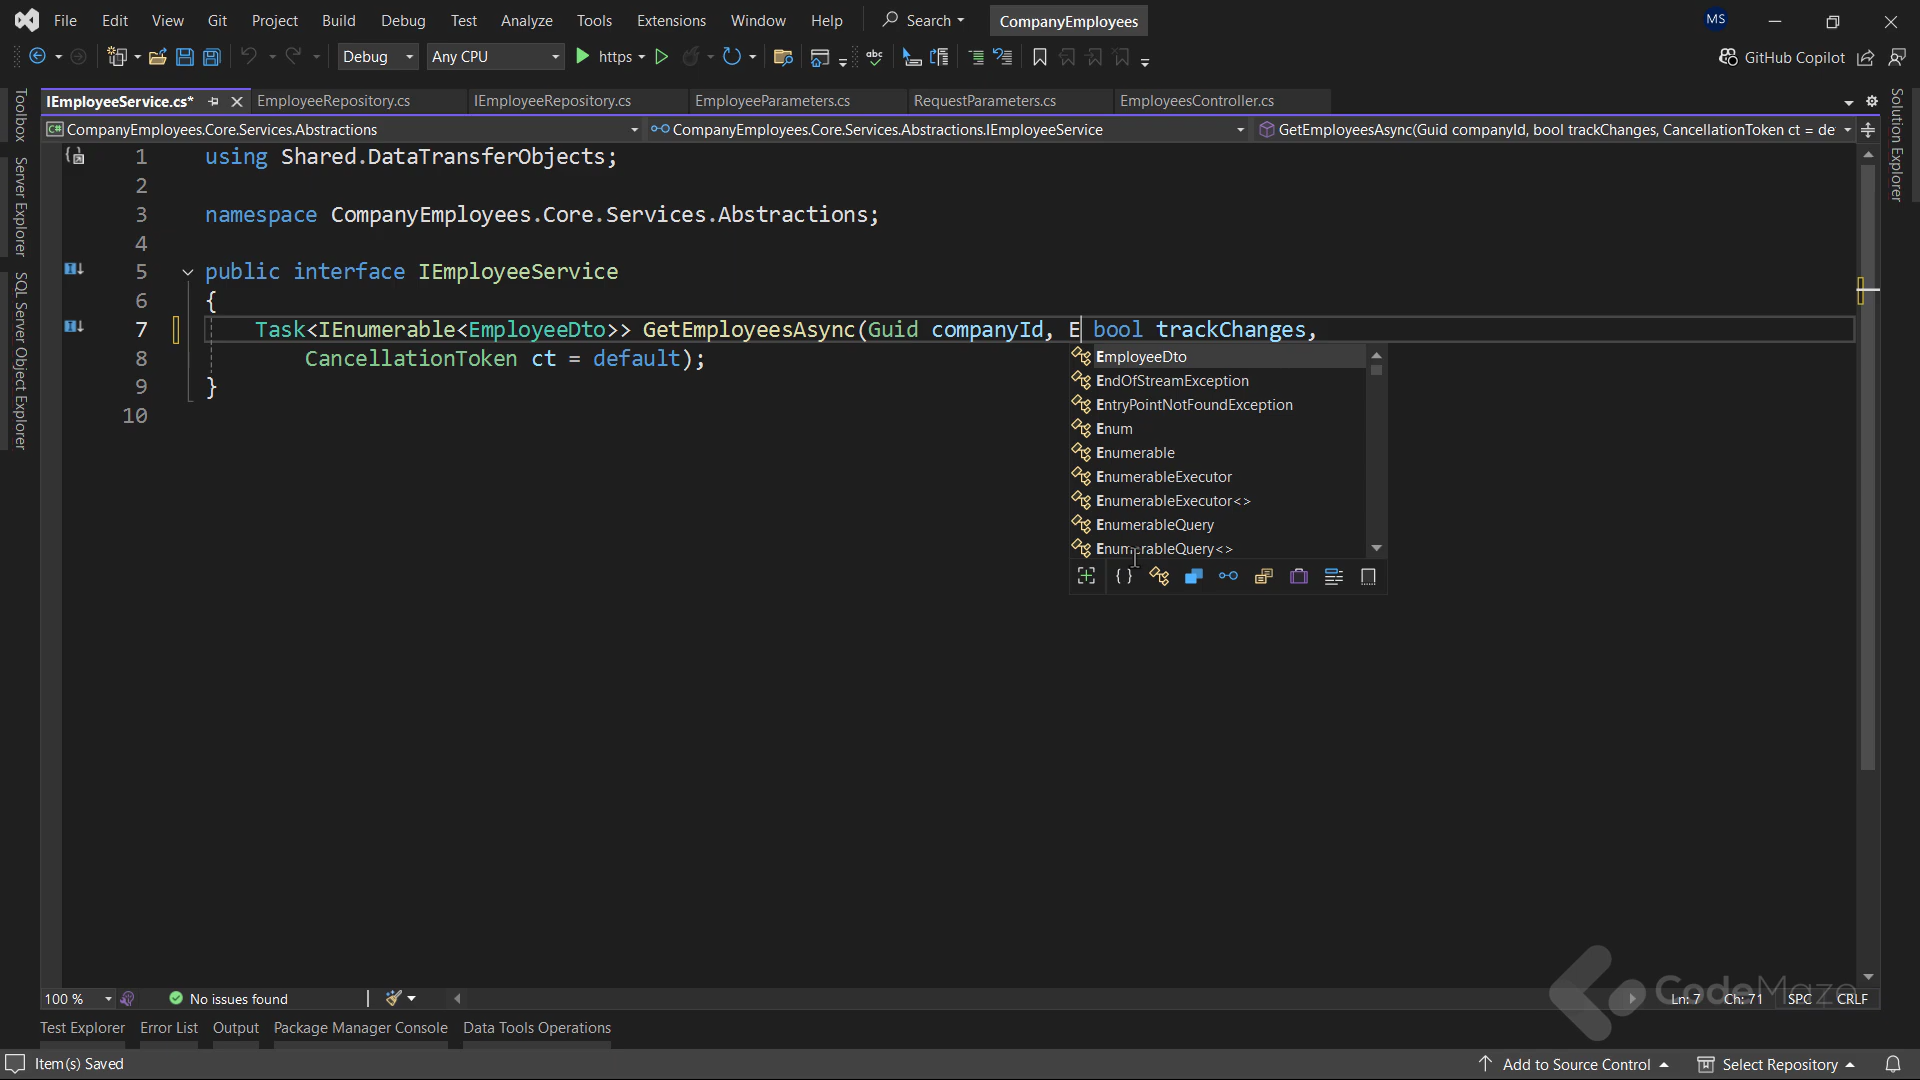 File Edit View Git Project Build Debug Test Analyze Tools Extensions Window Help Search CompanyEmployees MS
Debug Any CPU https abc GitHub Copilot
IEmployeeService.cs* EmployeeRepository.cs IEmployeeRepository.cs EmployeeParameters.cs RequestParameters.cs EmployeesController.cs
C# CompanyEmployees.Core.Services.Abstractions CompanyEmployees.Core.Services.Abstractions.IEmployeeService GetEmployeesAsync(Guid companyId, bool trackChanges, CancellationToken ct = de
Toolbox
Server Explorer
SQL Server Object Explorer
Solution Explorer
1 using Shared.DataTransferObjects;
2
3 namespace CompanyEmployees.Core.Services.Abstractions;
4
5 public interface IEmployeeService
6 {
7 Task<IEnumerable<EmployeeDto>> GetEmployeesAsync(Guid companyId, E bool trackChanges,
8 CancellationToken ct = default);
9 }
10
EmployeeDto
EndOfStreamException
EntryPointNotFoundException
Enum
Enumerable
EnumerableExecutor
EnumerableExecutor<>
EnumerableQuery
EnumerableQuery<>
{ }
100 % No issues found Ln: 7 Ch: 71 SPC CRLF
CodeMaze
Test Explorer Error List Output Package Manager Console Data Tools Operations
Item(s) Saved Add to Source Control Select Repository